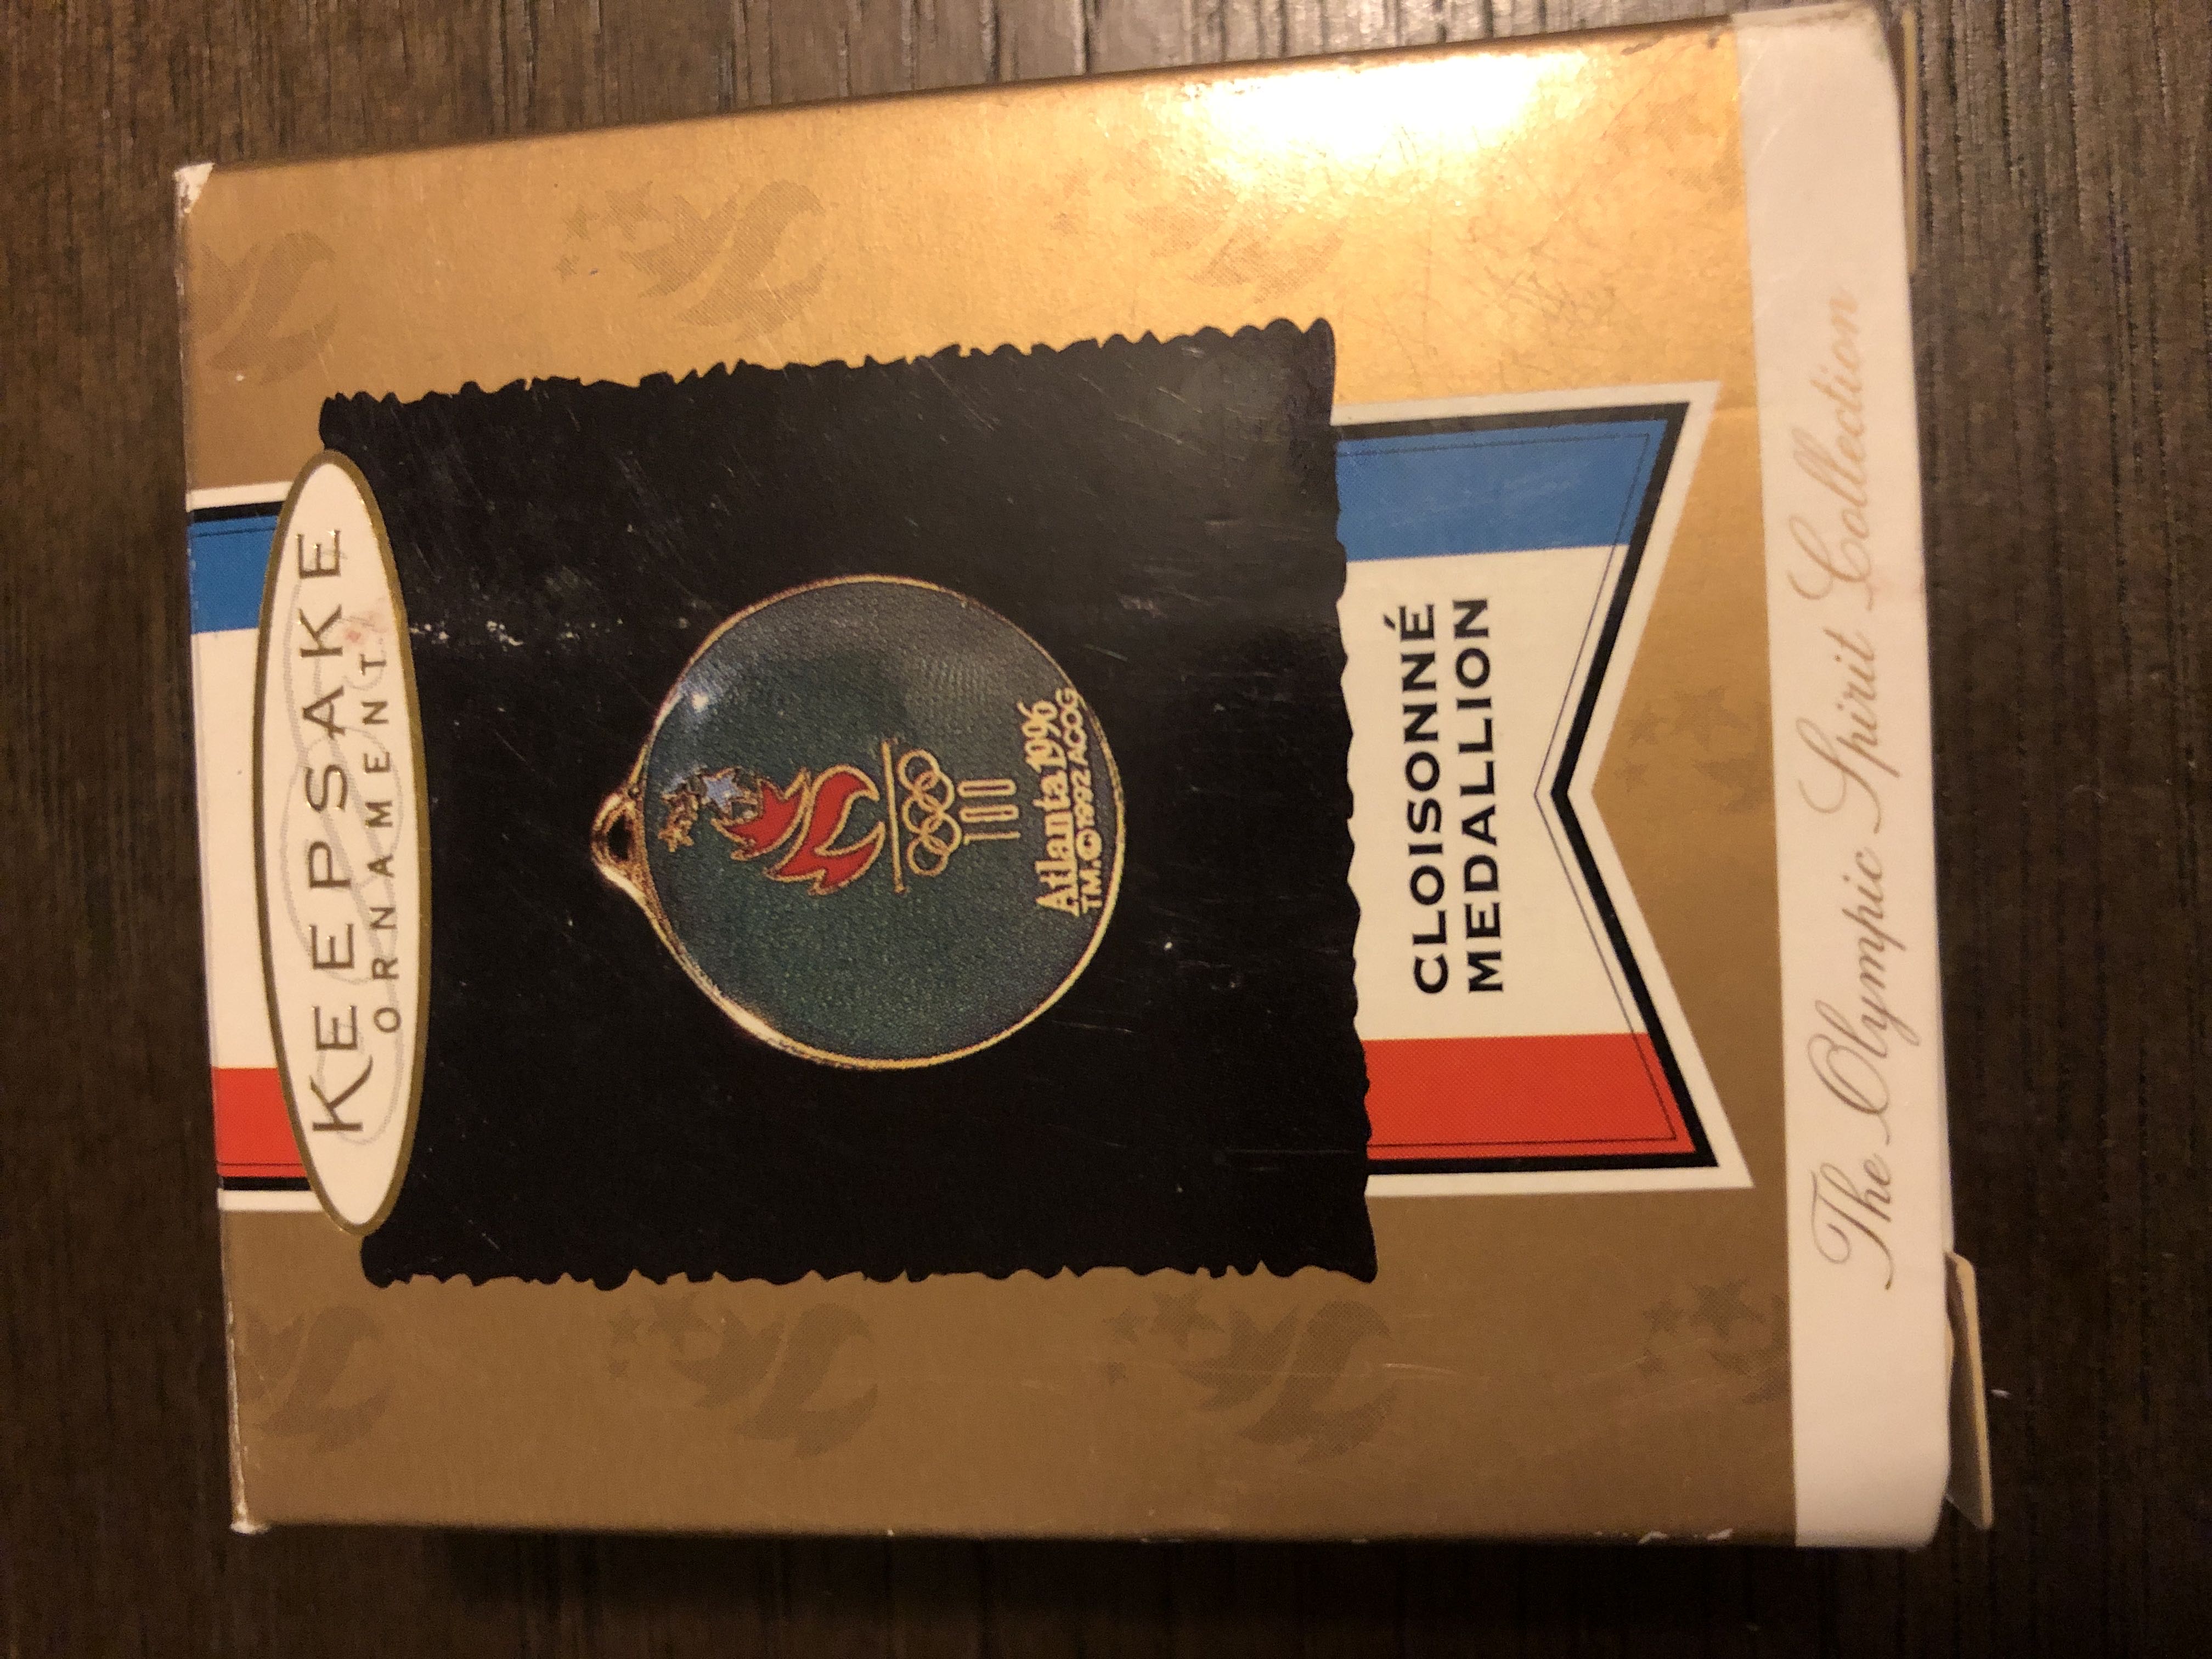 KEEPSAKE
ORNAMENT
100
Atlanta 1996
TM. © 1992 ACOG
CLOISONNÉ
MEDALLION
The Olympic Spirit Collection